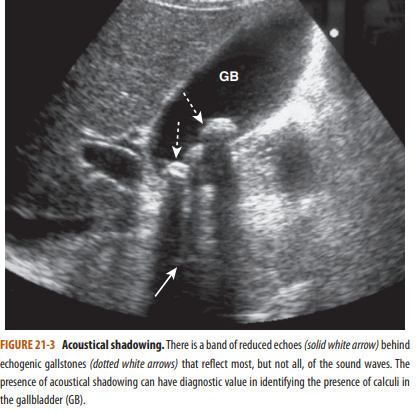 GB
FIGURE 21-3 Acoustical shadowing. There is a band of reduced echoes (solid white arrow) behind
echogenic gallstones (dotted white arrows) that reflect most, but not all, of the sound waves. The
presence of acoustical shadowing can have diagnostic value in identifying the presence of calculi in
the gallbladder (GB).